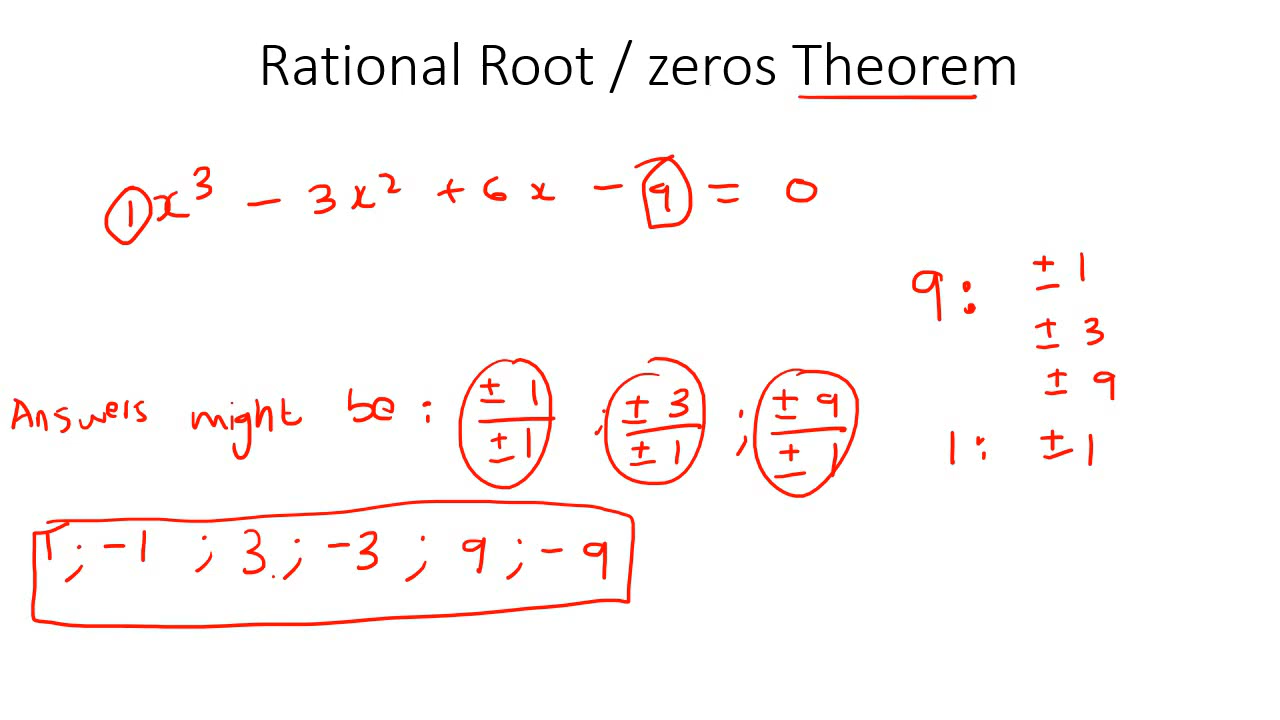 Rational Root / zeros Theorem
1x³ - 3x² + 6x - 9 = 0
9: ± 1
± 3
± 9
1: ± 1
Answers might be: ± 1 / ± 1 ; ± 3 / ± 1 ; ± 9 / ± 1
1 ; -1 ; 3 ; -3 ; 9 ; -9